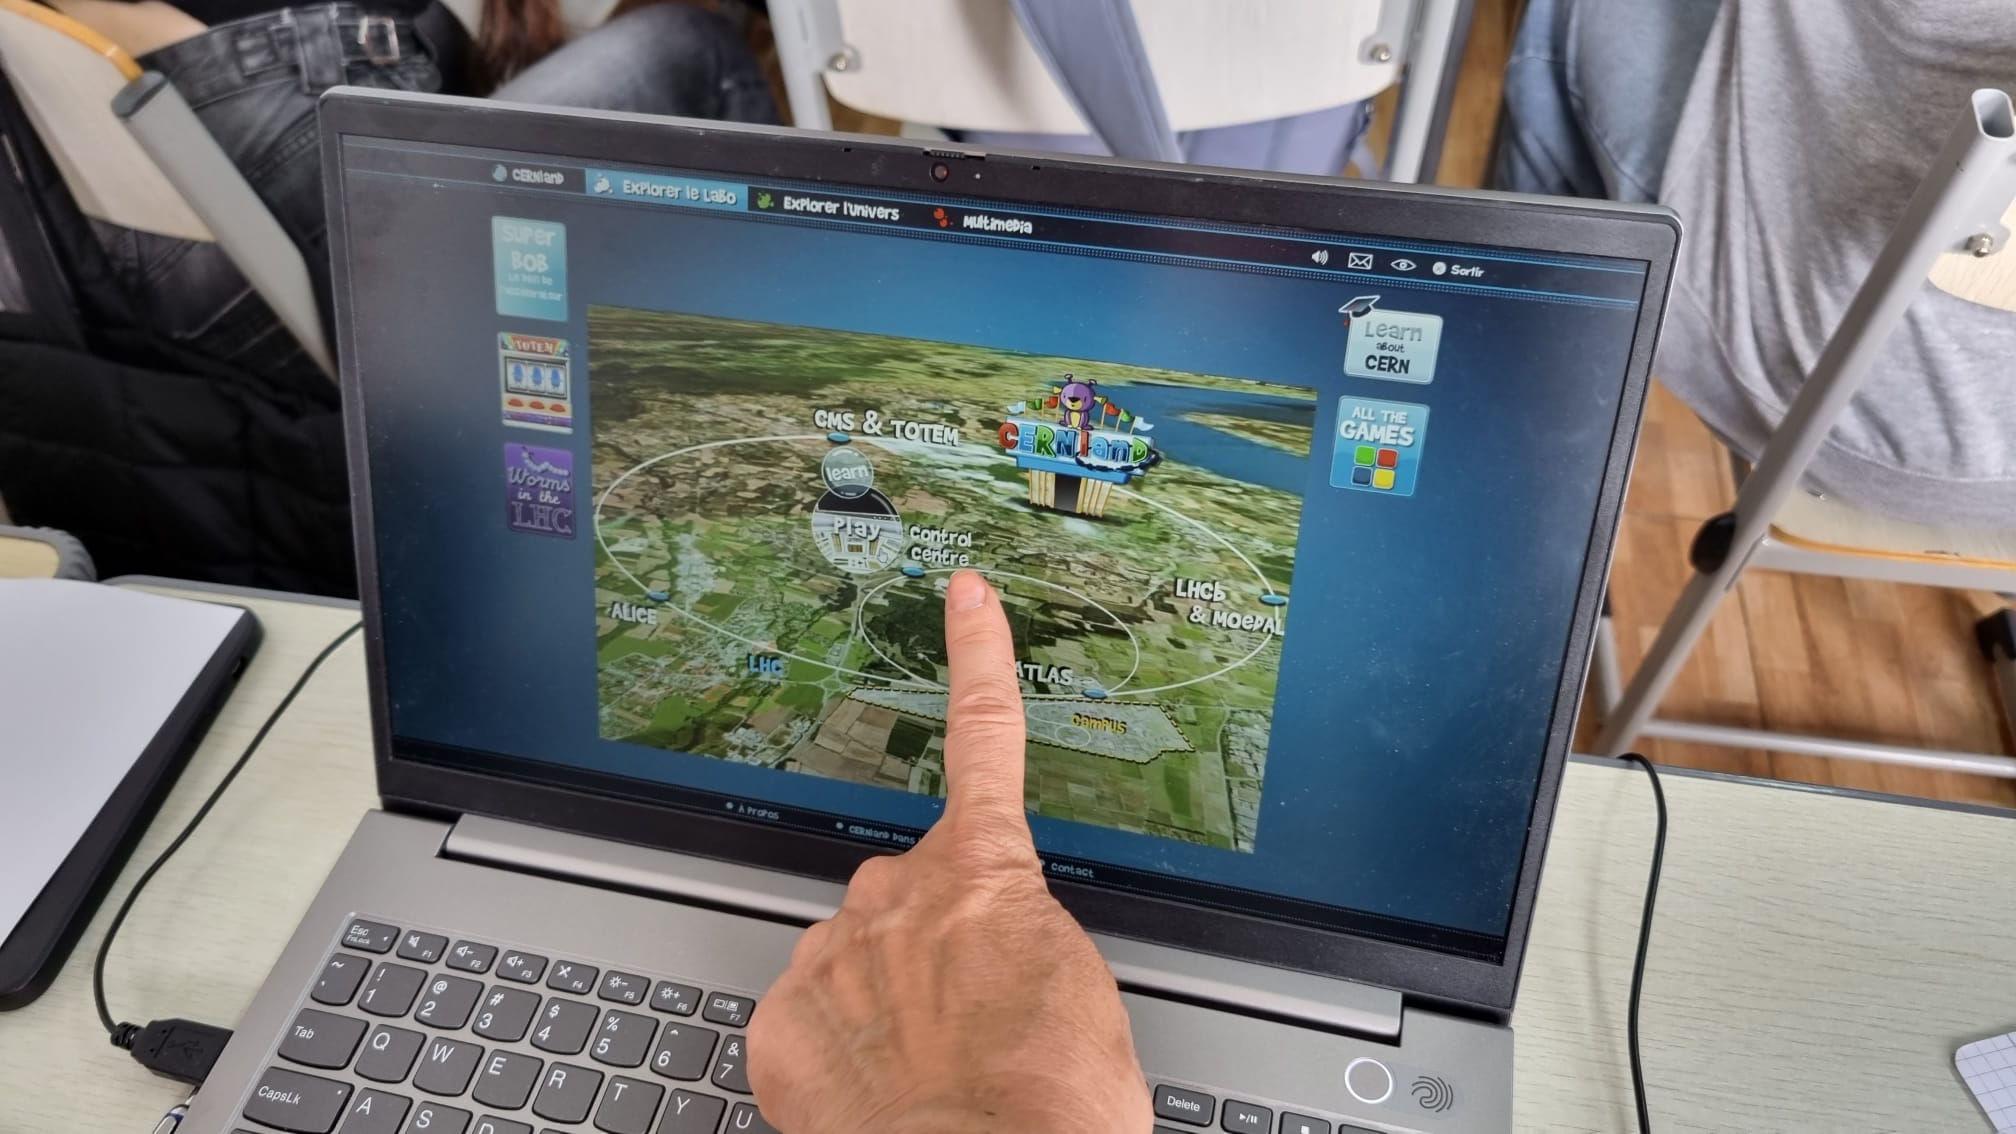 CERNland
Explorer le Labo
Explorer l'Univers
Multimedia
Sortir
Super
BOB
TOTEM
Worms
in the
LHC
Learn
about
CERN
ALL THE
GAMES
CMS & TOTEM
CERNland
learn
Play
Control
centre
ALICE
LHCb
& MOEDAL
LHC
ATLAS
campus
À Propos
CERNland Dans
contact
Esc
FnLock
F1
F2
F3
F4
F5
F6
F7
~
!
1
@
2
#
3
$
4
%
5
^
6
&
7
Tab
Q
W
E
R
T
Y
U
CapsLk
A
S
D
Delete